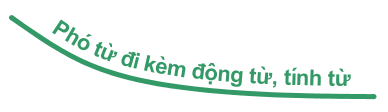 Phó từ đi kèm động từ, tính từ